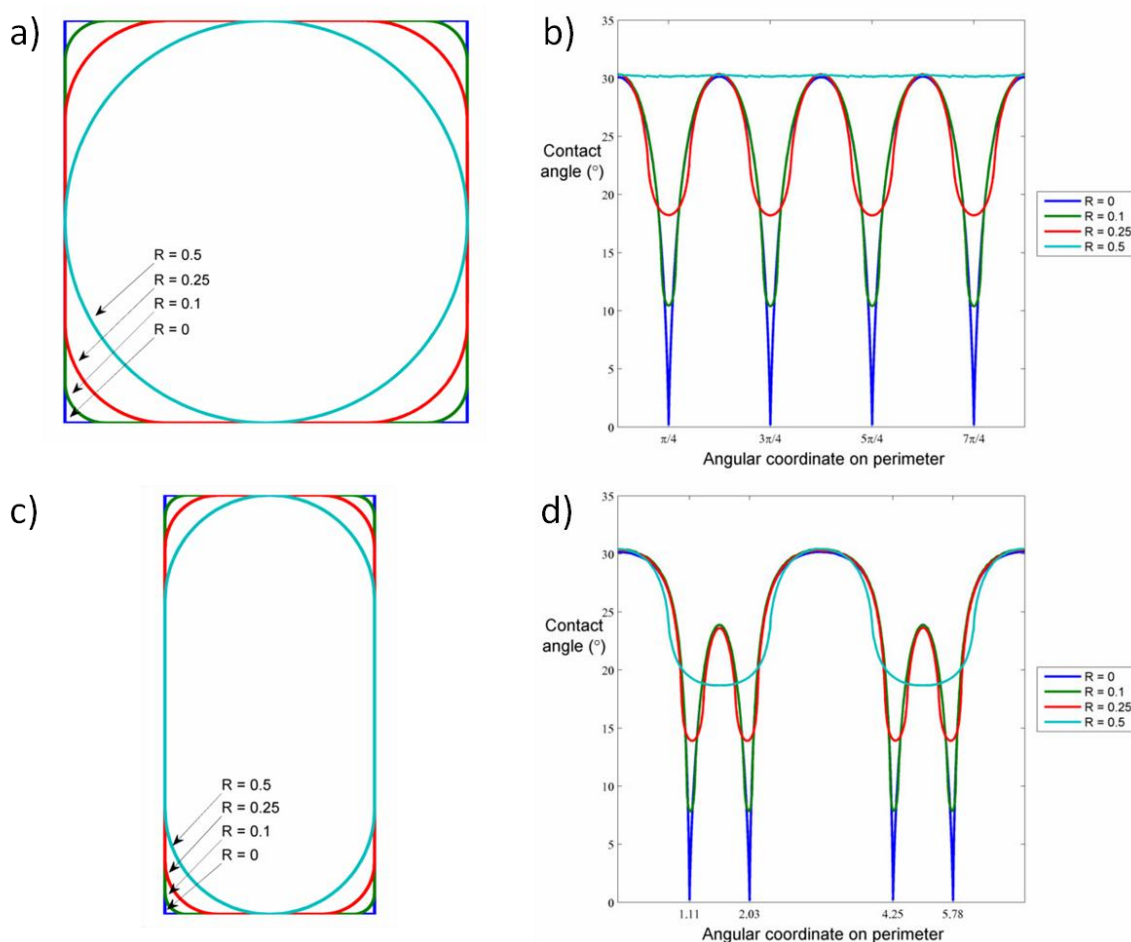 a)
R = 0.5
R = 0.25
R = 0.1
R = 0
b)
35
30
25
20
15
10
5
0
Contact
angle (°)
π/4
3π/4
5π/4
7π/4
Angular coordinate on perimeter
R = 0
R = 0.1
R = 0.25
R = 0.5
c)
R = 0.5
R = 0.25
R = 0.1
R = 0
d)
35
30
25
20
15
10
5
0
Contact
angle (°)
1.11
2.03
4.25
5.78
Angular coordinate on perimeter
R = 0
R = 0.1
R = 0.25
R = 0.5